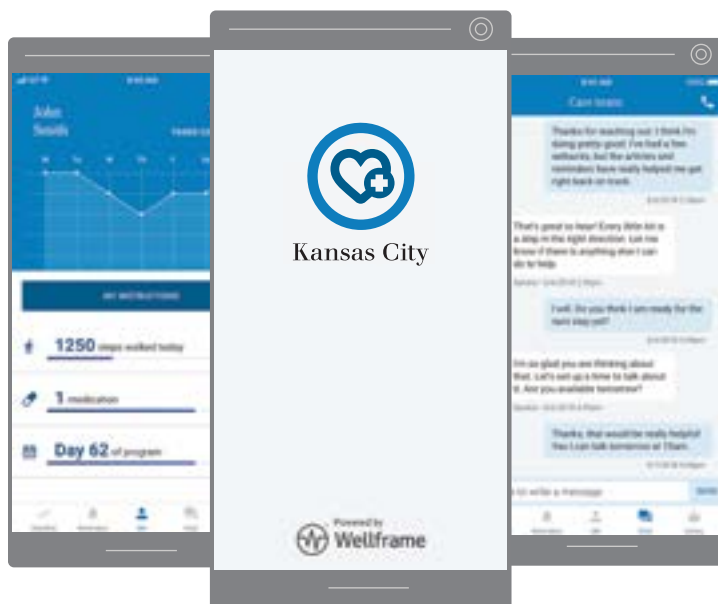 John
Smith
MY INSTRUCTIONS
1250 steps walked today
1 medication
Day 62 of program
Kansas City
Powered by
Wellframe
Care team
Thanks for reaching out. I think I'm
doing pretty good. I've had a few
setbacks, but the articles and
reminders have really helped me get
right back on track.
That's great to hear! Every little bit is
a step in the right direction. Let me
know if there is anything else I can
do to help.
I will. Do you think I am ready for the
next step yet?
I'm so glad you are thinking about
that. Let's set up a time to talk about
it. Are you available tomorrow?
Thanks, that would be really helpful!
Yes I can talk tomorrow at 10am.
to write a message